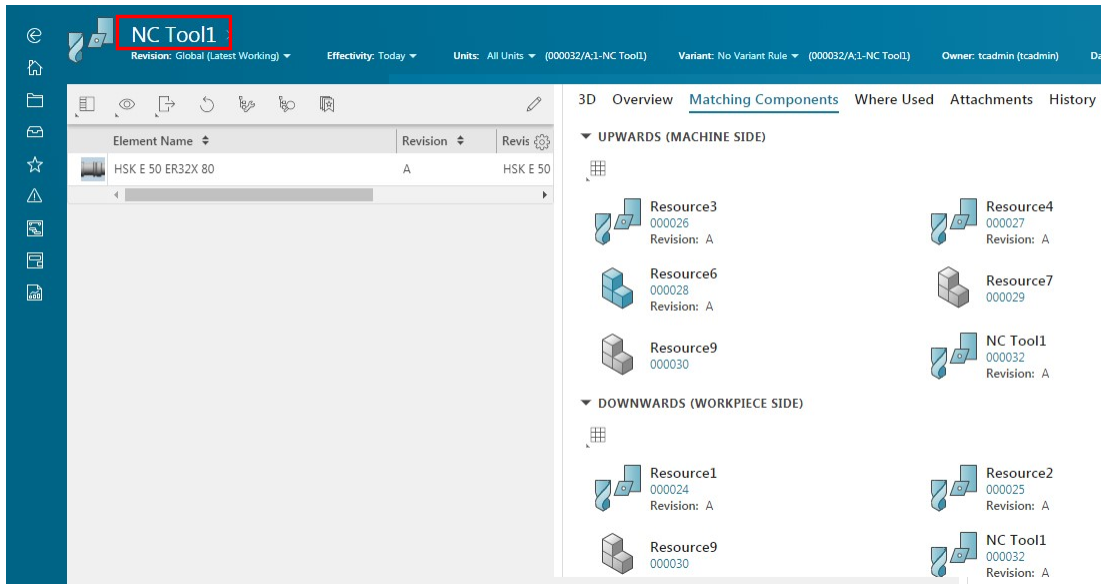 NC Tool1
Revision: Global (Latest Working) Effectivity: Today Units: All Units (000032/A;1-NC Tool1) Variant: No Variant Rule (000032/A;1-NC Tool1) Owner: tcadmin (tcadmin) Da
3D Overview Matching Components Where Used Attachments History
Element Name Revision Revis
HSK E 50 ER32X 80 A HSK E 50
UPWARDS (MACHINE SIDE)
Resource3
000026
Revision: A
Resource4
000027
Revision: A
Resource6
000028
Revision: A
Resource7
000029
Resource9
000030
NC Tool1
000032
Revision: A
DOWNWARDS (WORKPIECE SIDE)
Resource1
000024
Revision: A
Resource2
000025
Revision: A
Resource9
000030
NC Tool1
000032
Revision: A